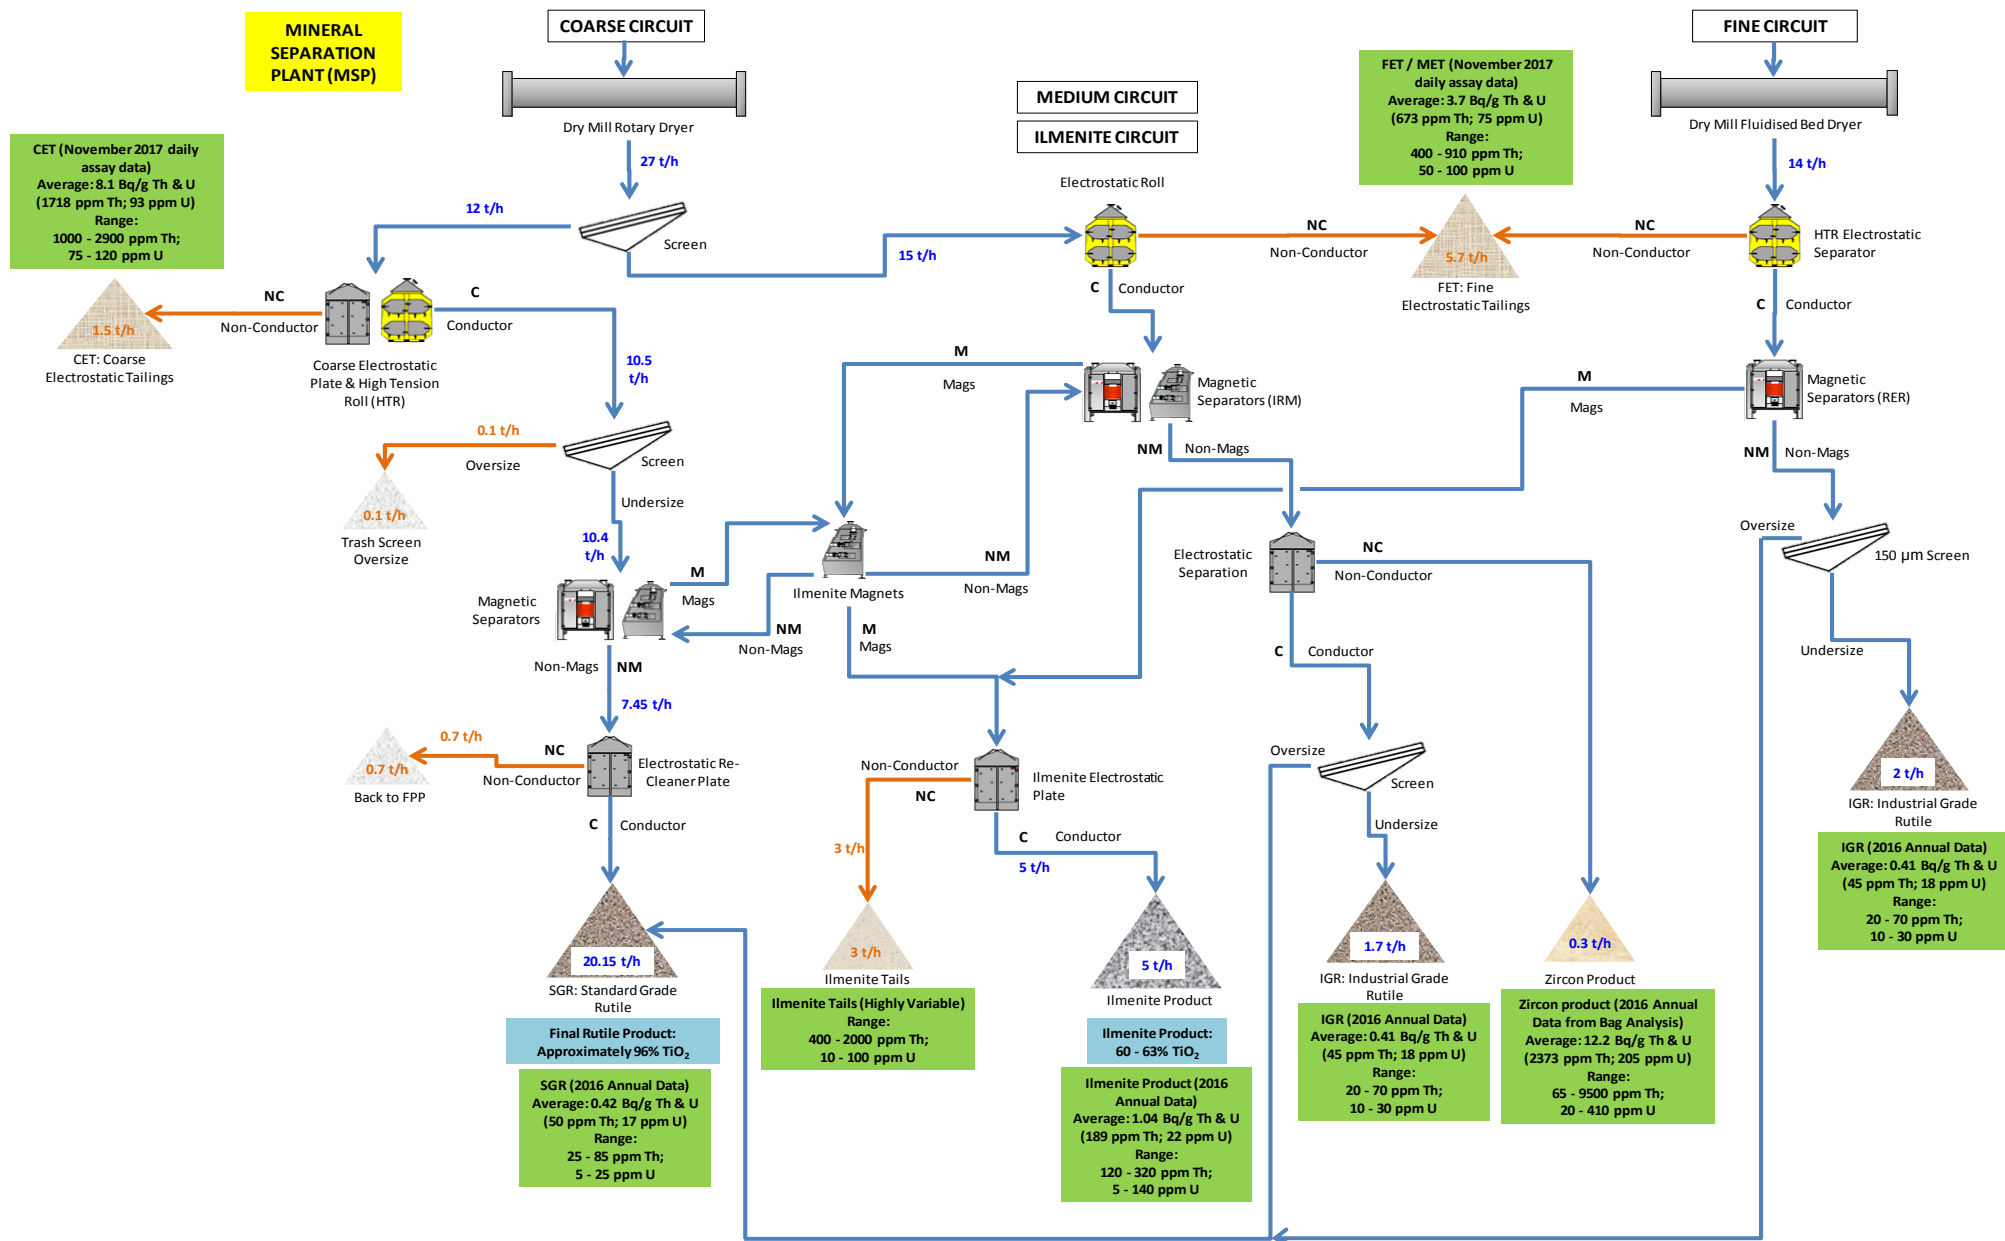 MINERAL
SEPARATION
PLANT (MSP)
COARSE CIRCUIT
Dry Mill Rotary Dryer
27 t/h
12 t/h
Screen
15 t/h
CET (November 2017 daily
assay data)
Average: 8.1 Bq/g Th & U
(1718 ppm Th; 93 ppm U)
Range:
1000 - 2900 ppm Th;
75 - 120 ppm U
NC
Non-Conductor
1.5 t/h
CET: Coarse
Electrostatic Tailings
C
Conductor
Coarse Electrostatic
Plate & High Tension
Roll (HTR)
10.5
t/h
0.1 t/h
Oversize
Screen
0.1 t/h
Trash Screen
Oversize
Undersize
10.4
t/h
Magnetic
Separators
M
Mags
NM
Non-Mags
Non-Mags
NM
7.45 t/h
0.7 t/h
NC
Non-Conductor
0.7 t/h
Back to FPP
Electrostatic Re-
Cleaner Plate
C
Conductor
20.15 t/h
SGR: Standard Grade
Rutile
Final Rutile Product:
Approximately 96% TiO₂
SGR (2016 Annual Data)
Average: 0.42 Bq/g Th & U
(50 ppm Th; 17 ppm U)
Range:
25 - 85 ppm Th;
5 - 25 ppm U
MEDIUM CIRCUIT
ILMENITE CIRCUIT
Electrostatic Roll
NC
Non-Conductor
C
Conductor
M
Mags
Magnetic
Separators (IRM)
NM
Non-Mags
Ilmenite Magnets
NM
Non-Mags
M
Mags
Non-Conductor
NC
Ilmenite Electrostatic
Plate
3 t/h
C
Conductor
5 t/h
3 t/h
Ilmenite Tails
Ilmenite Tails (Highly Variable)
Range:
400 - 2000 ppm Th;
10 - 100 ppm U
5 t/h
Ilmenite Product
Ilmenite Product:
60 - 63% TiO₂
Ilmenite Product (2016
Annual Data)
Average: 1.04 Bq/g Th & U
(189 ppm Th; 22 ppm U)
Range:
120 - 320 ppm Th;
5 - 140 ppm U
Electrostatic
Separation
NC
Non-Conductor
C
Conductor
Oversize
Screen
Undersize
1.7 t/h
IGR: Industrial Grade
Rutile
IGR (2016 Annual Data)
Average: 0.41 Bq/g Th & U
(45 ppm Th; 18 ppm U)
Range:
20 - 70 ppm Th;
10 - 30 ppm U
0.3 t/h
Zircon Product
Zircon product (2016 Annual
Data from Bag Analysis)
Average: 12.2 Bq/g Th & U
(2373 ppm Th; 205 ppm U)
Range:
65 - 9500 ppm Th;
20 - 410 ppm U
FINE CIRCUIT
Dry Mill Fluidised Bed Dryer
14 t/h
FET / MET (November 2017
daily assay data)
Average: 3.7 Bq/g Th & U
(673 ppm Th; 75 ppm U)
Range:
400 - 910 ppm Th;
50 - 100 ppm U
NC
Non-Conductor
5.7 t/h
FET: Fine
Electrostatic Tailings
HTR Electrostatic
Separator
C
Conductor
M
Mags
Magnetic
Separators (RER)
NM
Non-Mags
Oversize
150 µm Screen
Undersize
2 t/h
IGR: Industrial Grade
Rutile
IGR (2016 Annual Data)
Average: 0.41 Bq/g Th & U
(45 ppm Th; 18 ppm U)
Range:
20 - 70 ppm Th;
10 - 30 ppm U